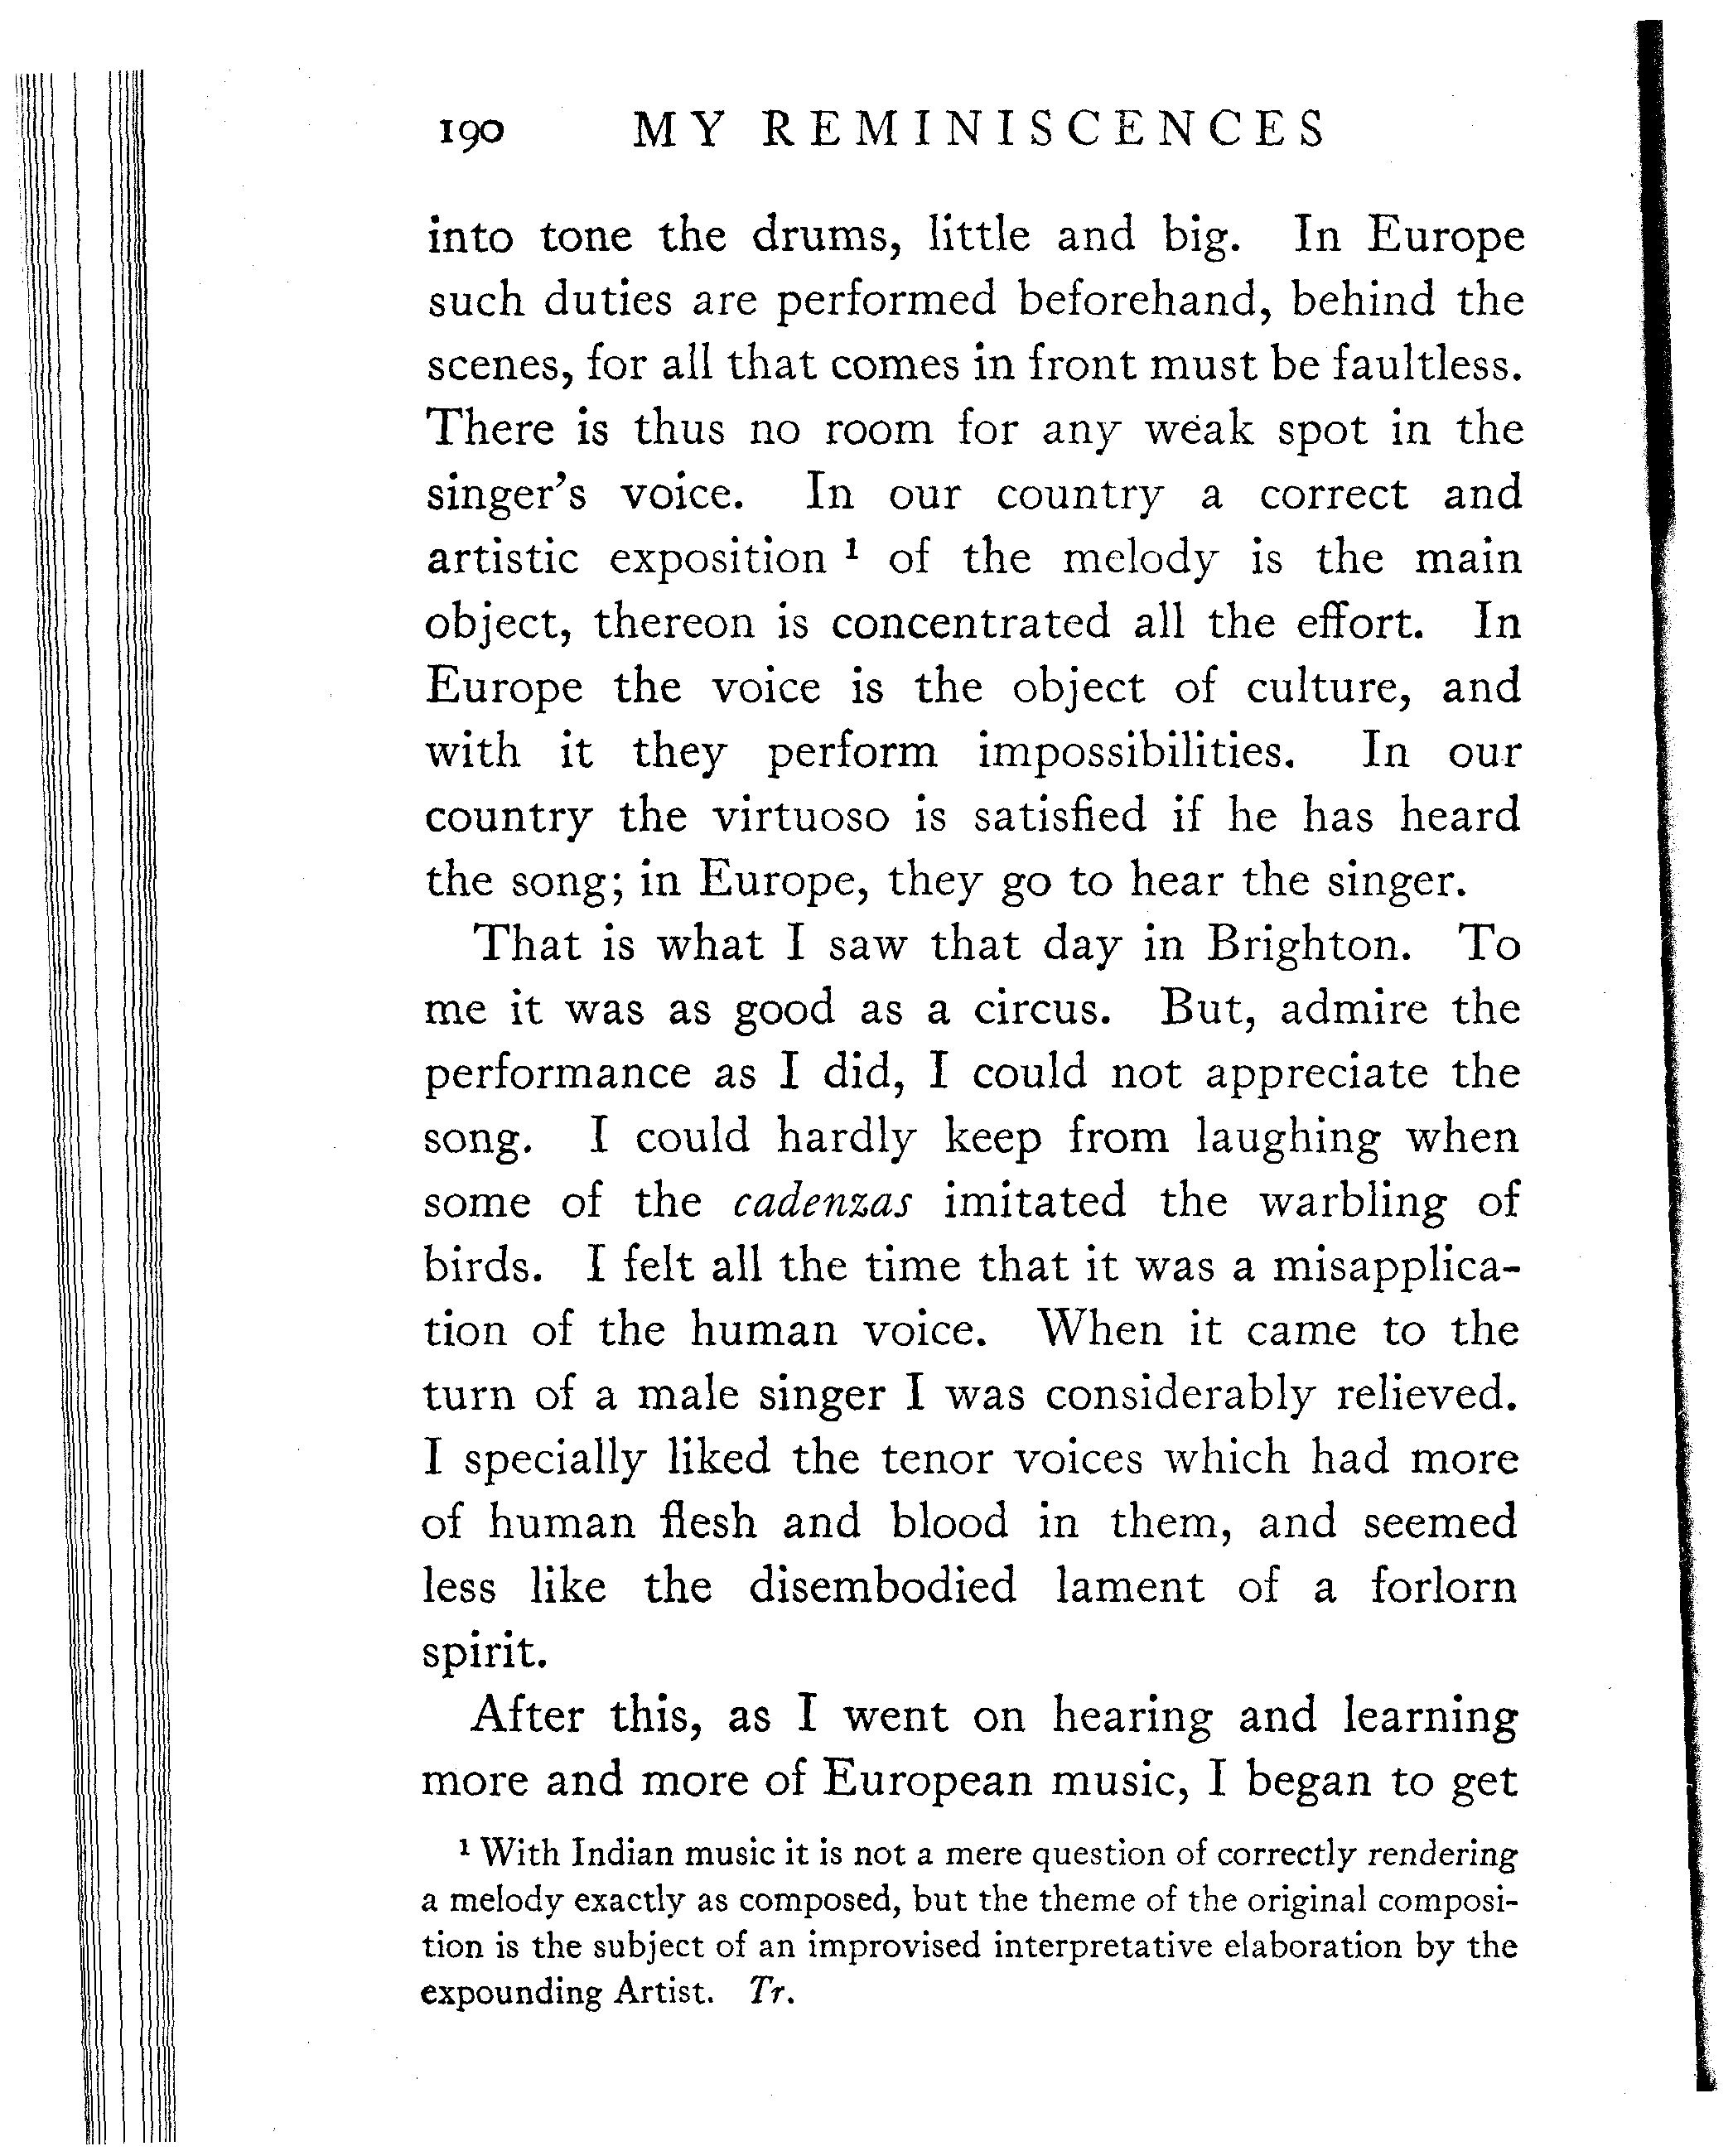 190 MY REMINISCENCES
into tone the drums, little and big. In Europe
such duties are performed beforehand, behind the
scenes, for all that comes in front must be faultless.
There is thus no room for any weak spot in the
singer's voice. In our country a correct and
artistic exposition ¹ of the melody is the main
object, thereon is concentrated all the effort. In
Europe the voice is the object of culture, and
with it they perform impossibilities. In our
country the virtuoso is satisfied if he has heard
the song; in Europe, they go to hear the singer.
That is what I saw that day in Brighton. To
me it was as good as a circus. But, admire the
performance as I did, I could not appreciate the
song. I could hardly keep from laughing when
some of the cadenzas imitated the warbling of
birds. I felt all the time that it was a misapplica-
tion of the human voice. When it came to the
turn of a male singer I was considerably relieved.
I specially liked the tenor voices which had more
of human flesh and blood in them, and seemed
less like the disembodied lament of a forlorn
spirit.
After this, as I went on hearing and learning
more and more of European music, I began to get
¹ With Indian music it is not a mere question of correctly rendering
a melody exactly as composed, but the theme of the original composi-
tion is the subject of an improvised interpretative elaboration by the
expounding Artist. Tr.